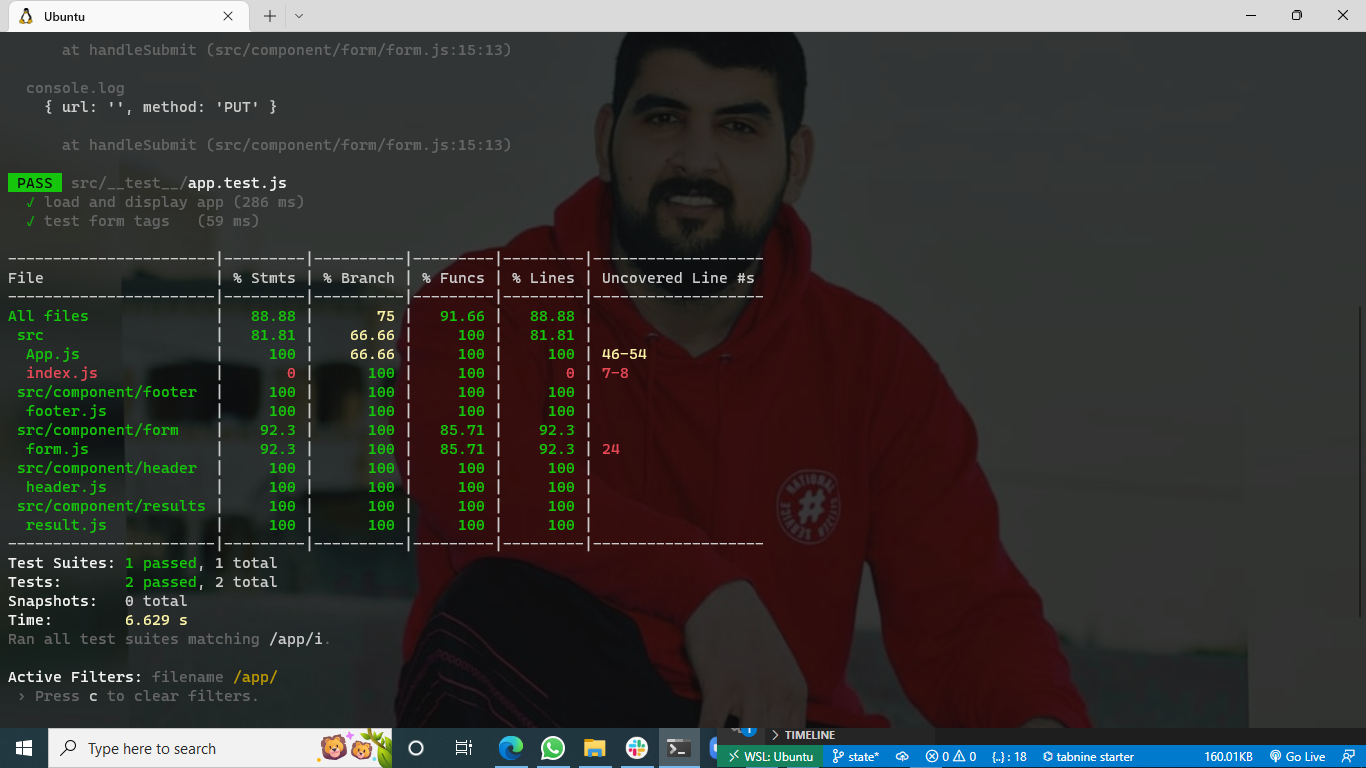 Ubuntu
at handleSubmit (src/component/form/form.js:15:13)
console.log
{ url: '', method: 'PUT' }
at handleSubmit (src/component/form/form.js:15:13)
PASS src/__test__/app.test.js
✓ load and display app (286 ms)
✓ test form tags (59 ms)
-----------------------|---------|----------|---------|---------|-------------------
File | % Stmts | % Branch | % Funcs | % Lines | Uncovered Line #s
-----------------------|---------|----------|---------|---------|-------------------
All files | 88.88 | 75 | 91.66 | 88.88 |
src | 81.81 | 66.66 | 100 | 81.81 |
App.js | 100 | 66.66 | 100 | 100 | 46-54
index.js | 0 | 100 | 100 | 0 | 7-8
src/component/footer | 100 | 100 | 100 | 100 |
footer.js | 100 | 100 | 100 | 100 |
src/component/form | 92.3 | 100 | 85.71 | 92.3 |
form.js | 92.3 | 100 | 85.71 | 92.3 | 24
src/component/header | 100 | 100 | 100 | 100 |
header.js | 100 | 100 | 100 | 100 |
src/component/results | 100 | 100 | 100 | 100 |
result.js | 100 | 100 | 100 | 100 |
-----------------------|---------|----------|---------|---------|-------------------
NATIONAL
#
SERVICE
Test Suites: 1 passed, 1 total
Tests: 2 passed, 2 total
Snapshots: 0 total
Time: 6.629 s
Ran all test suites matching /app/i.
Active Filters: filename /app/
› Press c to clear filters.
TIMELINE
Type here to search
WSL: Ubuntu
state*
0 0
{..} : 18
tabnine starter
160.01KB
Go Live